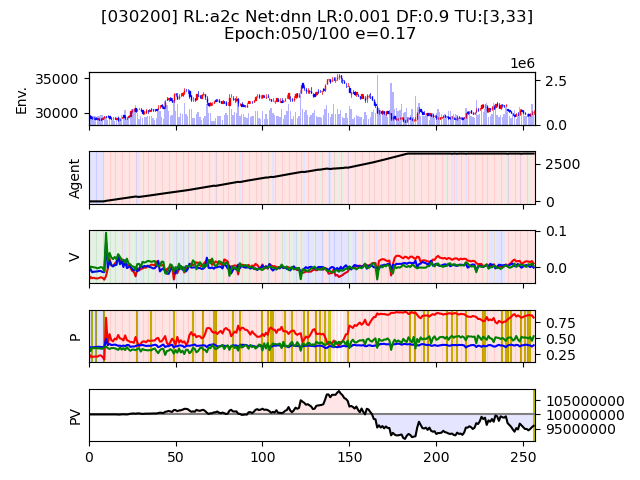 [030200] RL:a2c Net:dnn LR:0.001 DF:0.9 TU:[3,33]
Epoch:050/100 e=0.17
1e6
Env.
35000
30000
2.5
0.0
Agent
2500
0
V
0.1
0.0
P
0.75
0.50
0.25
PV
105000000
100000000
95000000
0 50 100 150 200 250